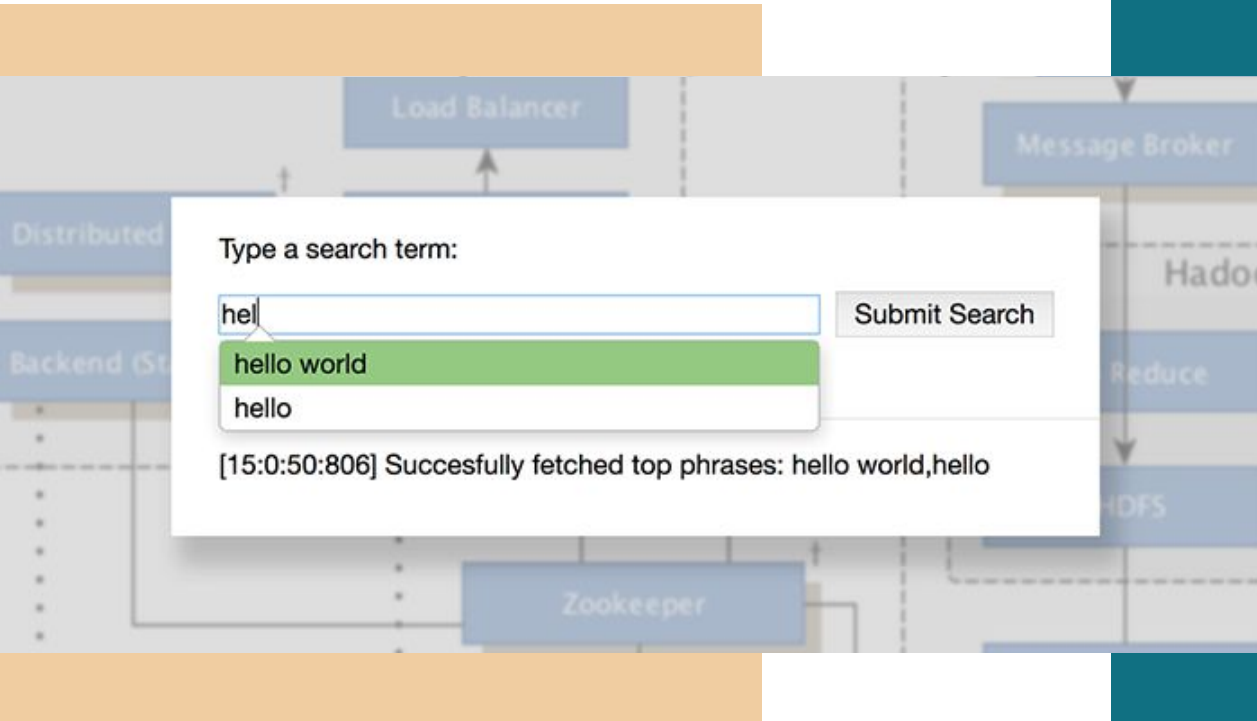 Load Balancer
Message Broker
Distributed
Type a search term:
Hadoo
hel
Submit Search
hello world
Backend (St
Reduce
hello
[15:0:50:806] Succesfully fetched top phrases: hello world,hello
HDFS
Zookeeper